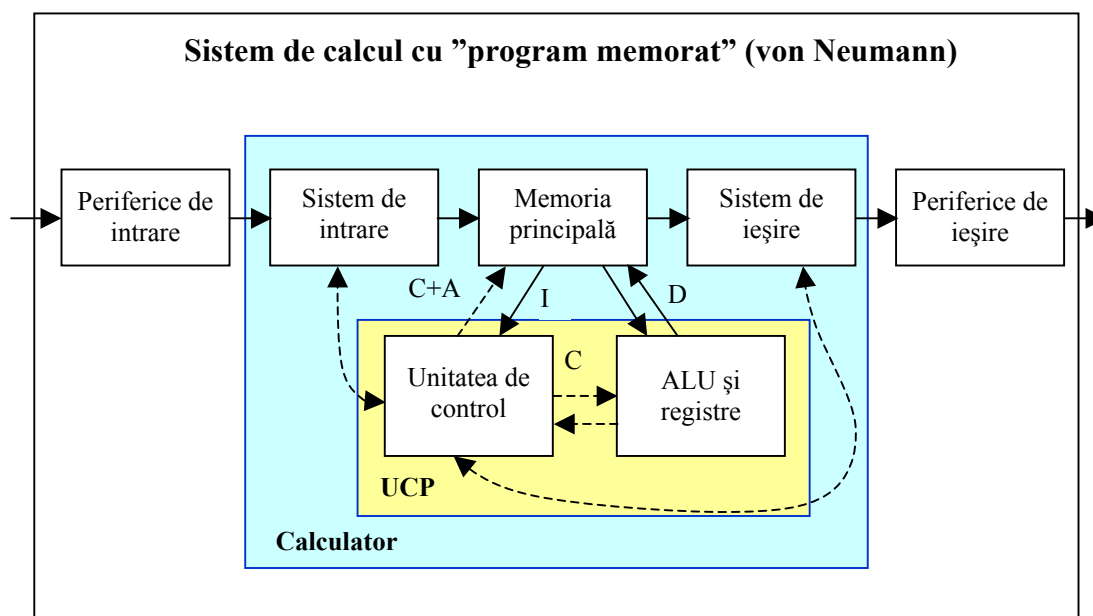 Sistem de calcul cu ”program memorat” (von Neumann)
Periferice de
intrare
Sistem de
intrare
Memoria
principală
Sistem de
ieşire
Periferice de
ieşire
C+A
I
D
Unitatea de
control
C
ALU şi
registre
UCP
Calculator